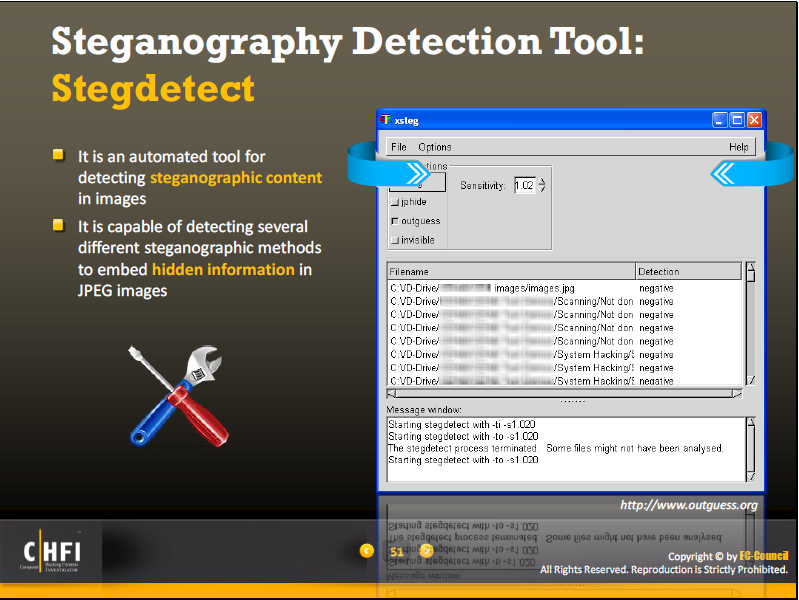 Steganography Detection Tool:
Stegdetect
It is an automated tool for
detecting steganographic content
in images
It is capable of detecting several
different steganographic methods
to embed hidden information in
JPEG images
xsteg
File Options Help
Sensitivity: 1.02
jphide
outguess
invisible
Filename Detection
C:VD-Drive/ images/images.jpg negative
C:VD-Drive/ /Scanning/Not don negative
C:VD-Drive/ /Scanning/Not don negative
C:VD-Drive/ /Scanning/Not don negative
C:VD-Drive/ /Scanning/Not don negative
C:VD-Drive/ /System Hacking/S negative
C:VD-Drive/ /System Hacking/S negative
C:VD-Drive/ /System Hacking/S negative
Message window:
Starting stegdetect with -ti -s1.020
Starting stegdetect with -to -s1.020
The stegdetect process terminated. Some files might not have been analysed.
Starting stegdetect with -to -s1.020
http://www.outguess.org
CHFI
Computer Hacking Forensic
INVESTIGATOR
51
Copyright © by EC-Council
All Rights Reserved. Reproduction is Strictly Prohibited.